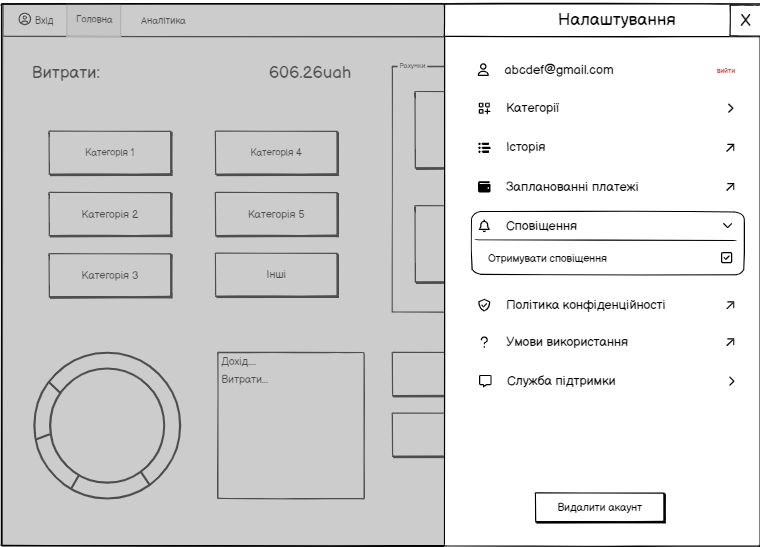 Вхід
Головна
Аналітика
Витрати:
606.26uah
Рахунки
Категорія 1
Категорія 4
Категорія 2
Категорія 5
Категорія 3
Інші
Дохід...
Витрати...
Налаштування
X
abcdef@gmail.com
вийти
Категорії
Історія
Запланованні платежі
Сповіщення
Отримувати сповіщення
Політика конфіденційності
Умови використання
Служба підтримки
Видалити акаунт